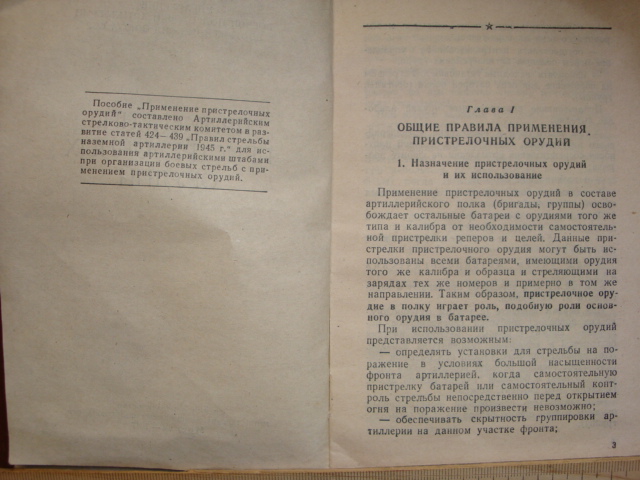 Пособие „Применение пристрелочных
орудий“ составлено Артиллерийским
стрелково-тактическим комитетом в раз-
витие статей 424—439 „Правил стрельбы
наземной артиллерии 1945 г.“ для ис-
пользования артиллерийскими штабами
при организации боевых стрельб с при-
менением пристрелочных орудий.
Глава I
ОБЩИЕ ПРАВИЛА ПРИМЕНЕНИЯ
ПРИСТРЕЛОЧНЫХ ОРУДИЙ
1. Назначение пристрелочных орудий
и их использование
Применение пристрелочных орудий в составе
артиллерийского полка (бригады, группы) осво-
бождает остальные батареи с орудиями того же
типа и калибра от необходимости самостоятель-
ной пристрелки реперов и целей. Данные при-
стрелки пристрелочного орудия могут быть ис-
пользованы всеми батареями, имеющими орудия
того же калибра и образца и стреляющими на
зарядах тех же номеров и примерно в том же
направлении. Таким образом, пристрелочное ору-
дие в полку играет роль, подобную роли основ-
ного орудия в батарее.
При использовании пристрелочных орудий
представляется возможным:
— определять установки для стрельбы на по-
ражение в условиях большой насыщенности
фронта артиллерией, когда самостоятельную
пристрелку батарей или самостоятельный конт-
роль стрельбы непосредственно перед открытием
огня на поражение произвести невозможно;
— обеспечивать скрытность группировки ар-
тиллерии на данном участке фронта;
3